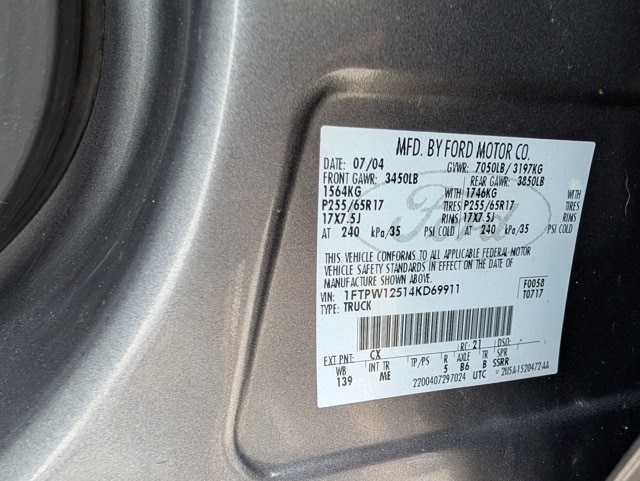 MFD. BY FORD MOTOR CO.
DATE: 07/04 GVWR: 7050LB/ 3197KG
FRONT GAWR: 3450LB REAR GAWR: 3850LB
1564KG WITH 1746KG WITH
P255/65R17 TIRES P255/65R17 TIRES
17X7.5J RIMS 17X7.5J RIMS
AT 240 kPa/35 PSI COLD AT 240 kPa/35 PSI COLD
THIS VEHICLE CONFORMS TO ALL APPLICABLE FEDERAL MOTOR
VEHICLE SAFETY STANDARDS IN EFFECT ON THE DATE OF
MANUFACTURE SHOWN ABOVE.
VIN: 1FTPW12514KD69911 F0058
TYPE: TRUCK T0717
EXT PNT: CX RC: 21 DSO:
WB INT TR TP/PS R AXLE TR SPR
139 ME 5 B6 B SSRR
2200407297024 UTC 2U5A-1520472-AA
Ford